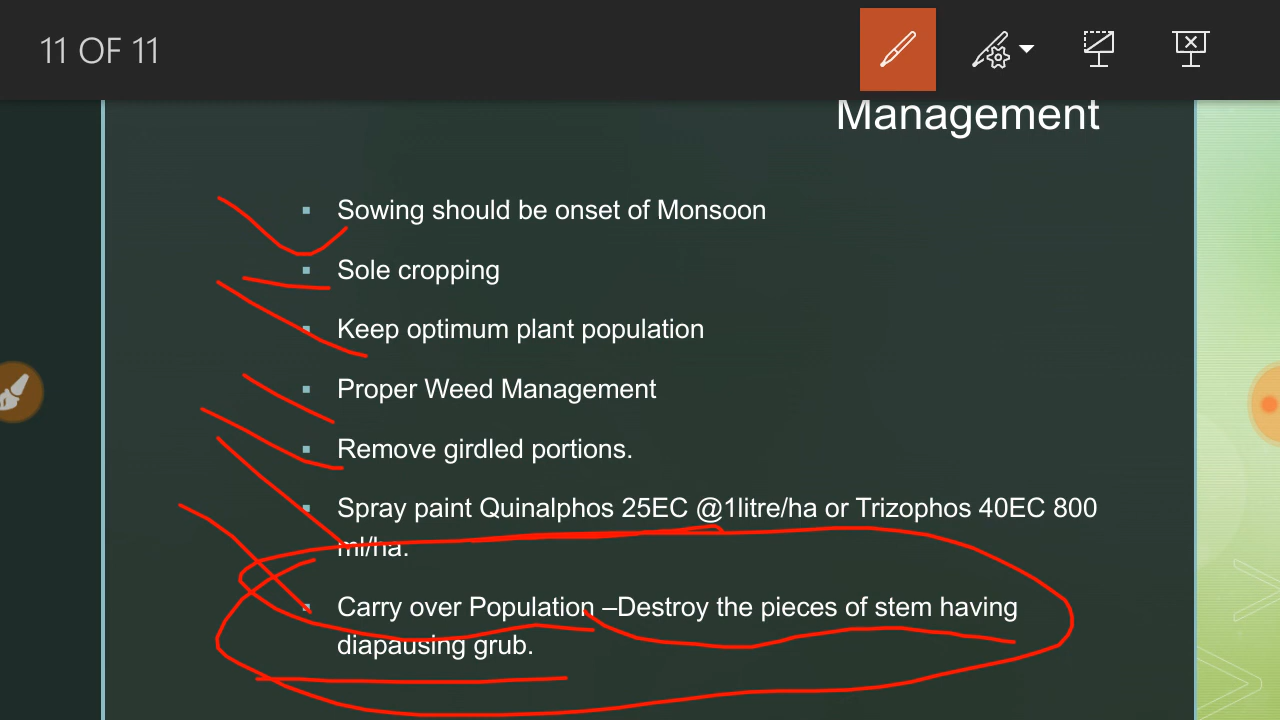 11 OF 11
Management
Sowing should be onset of Monsoon
Sole cropping
Keep optimum plant population
Proper Weed Management
Remove girdled portions.
Spray paint Quinalphos 25EC @1litre/ha or Trizophos 40EC 800
ml/ha.
Carry over Population –Destroy the pieces of stem having
diapausing grub.